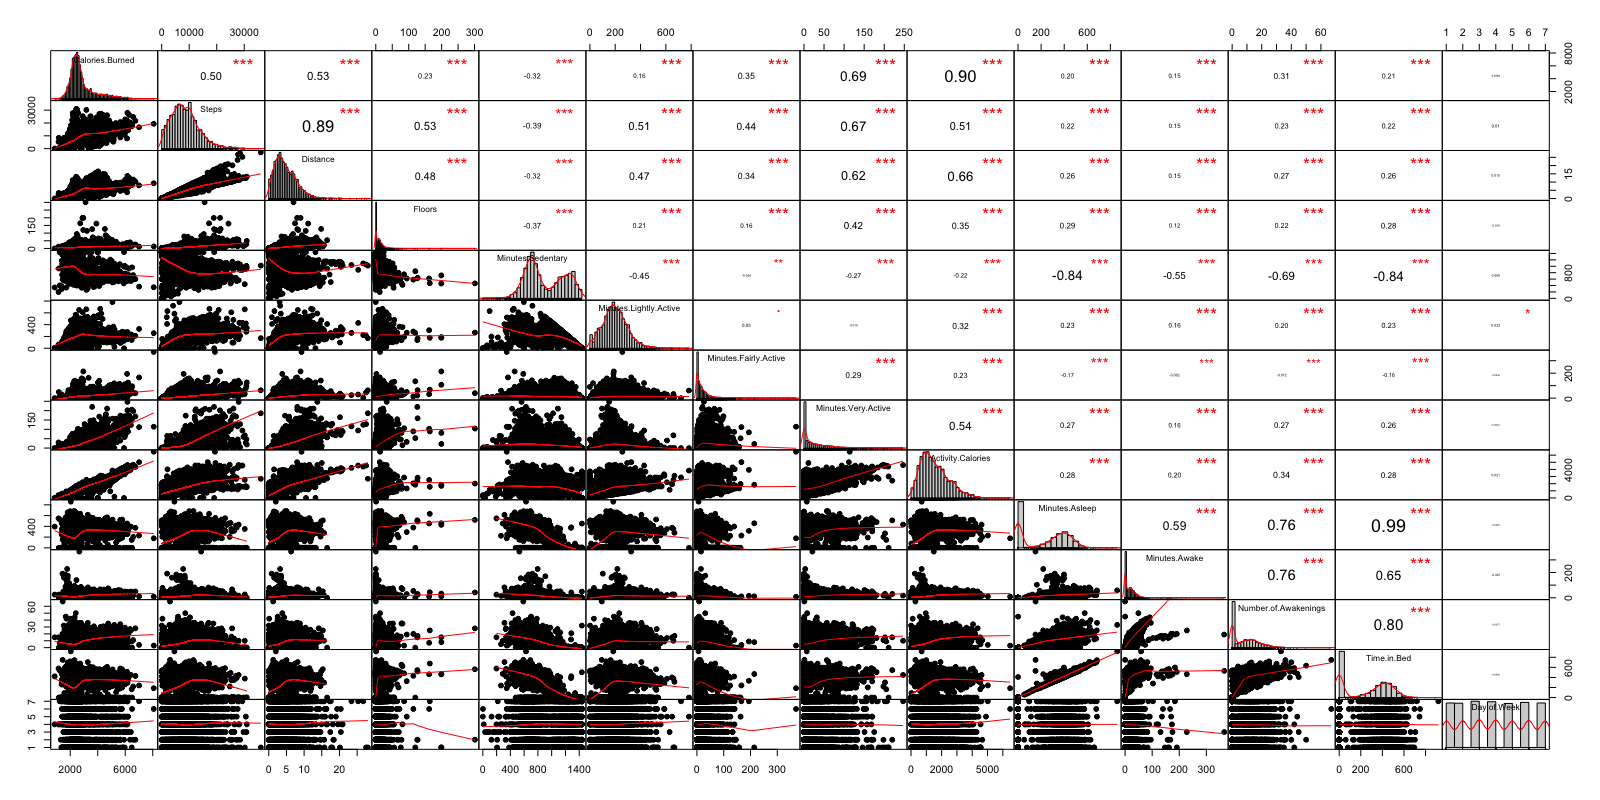 0 10000 30000 0 100 200 300 0 200 600 0 50 150 250 0 200 600 0 20 40 60 1 2 3 4 5 6 7
Calories.Burned 0.50 *** 0.53 *** 0.23 *** -0.32 *** 0.16 *** 0.35 *** 0.69 *** 0.90 *** 0.20 *** 0.15 *** 0.31 *** 0.21 *** 2000 8000
0 30000 Steps 0.89 *** 0.53 *** -0.39 *** 0.51 *** 0.44 *** 0.67 *** 0.51 *** 0.22 *** 0.15 *** 0.23 *** 0.22 *** 0.01
Distance 0.48 *** -0.32 *** 0.47 *** 0.34 *** 0.62 *** 0.66 *** 0.26 *** 0.15 *** 0.27 *** 0.26 *** 0 15
0 150 Floors -0.37 *** 0.21 *** 0.16 *** 0.42 *** 0.35 *** 0.29 *** 0.12 *** 0.22 *** 0.28 ***
Minutes.Sedentary -0.45 *** ** -0.27 *** -0.22 *** -0.84 *** -0.55 *** -0.69 *** -0.84 *** 0 800
0 400 Minutes.Lightly.Active 0.03 * 0.32 *** 0.23 *** 0.16 *** 0.20 *** 0.23 *** *
Minutes.Fairly.Active 0.29 *** 0.23 *** -0.17 *** *** *** -0.16 *** 0 200
0 150 Minutes.Very.Active 0.54 *** 0.27 *** 0.16 *** 0.27 *** 0.26 ***
Activity.Calories 0.28 *** 0.20 *** 0.34 *** 0.28 *** 0 4000
0 400 Minutes.Asleep 0.59 *** 0.76 *** 0.99 ***
Minutes.Awake 0.76 *** 0.65 *** 0 200
0 30 60 Number.of.Awakenings 0.80 ***
Time.in.Bed 0 600
1 3 5 7 Day.of.Week
2000 6000 0 5 10 20 0 400 800 1400 0 100 300 0 2000 5000 0 100 300 0 200 600